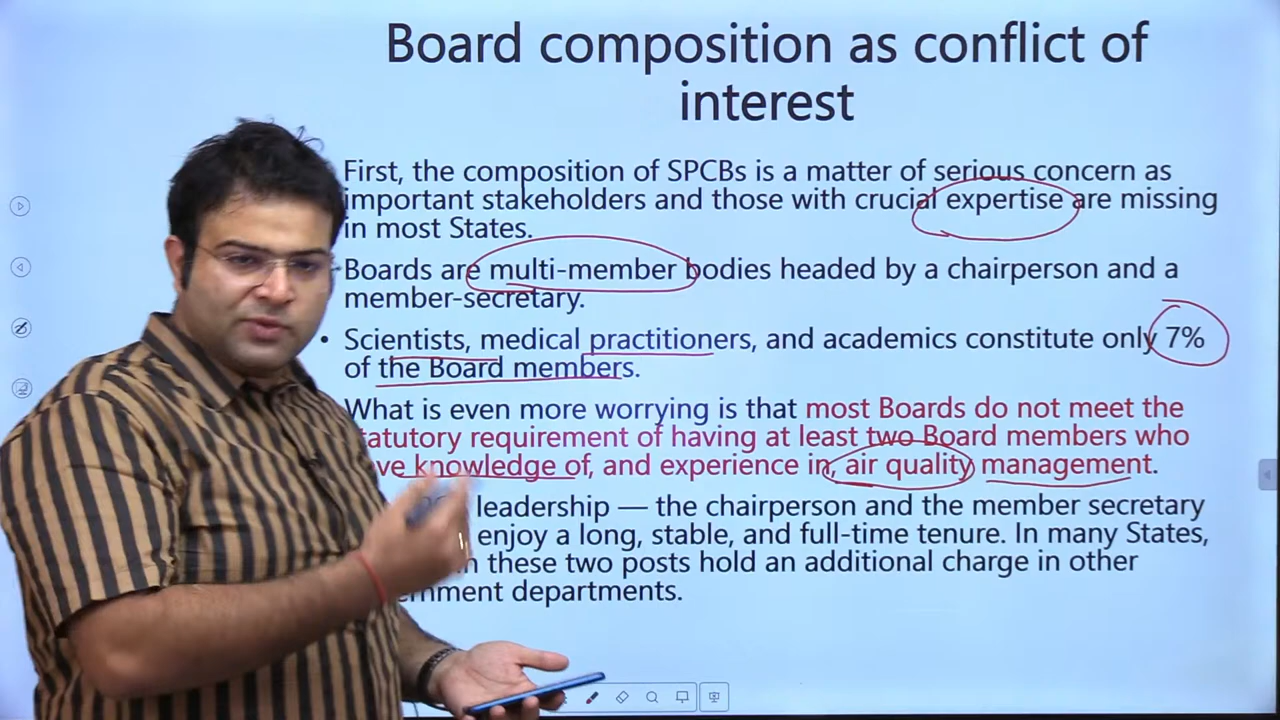 Board composition as conflict of
interest
First, the composition of SPCBs is a matter of serious concern as
important stakeholders and those with crucial expertise are missing
in most States.
Boards are multi-member bodies headed by a chairperson and a
member-secretary.
• Scientists, medical practitioners, and academics constitute only 7%
of the Board members.
What is even more worrying is that most Boards do not meet the
statutory requirement of having at least two Board members who
knowledge of, and experience in, air quality management.
leadership — the chairperson and the member secretary
enjoy a long, stable, and full-time tenure. In many States,
these two posts hold an additional charge in other
departments.